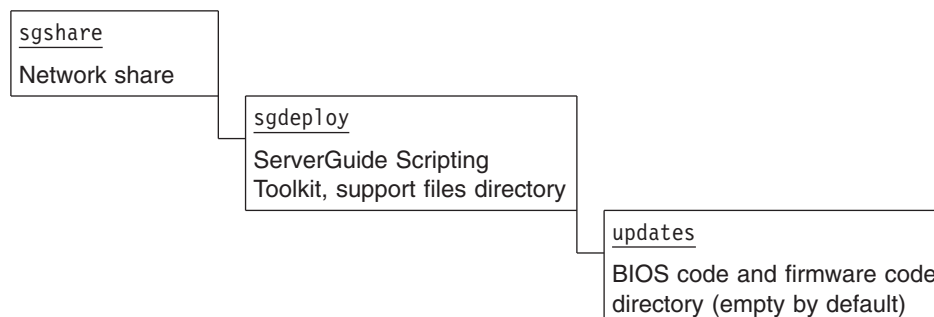 sgshare
Network share
sgdeploy
ServerGuide Scripting
Toolkit, support files directory
updates
BIOS code and firmware code
directory (empty by default)